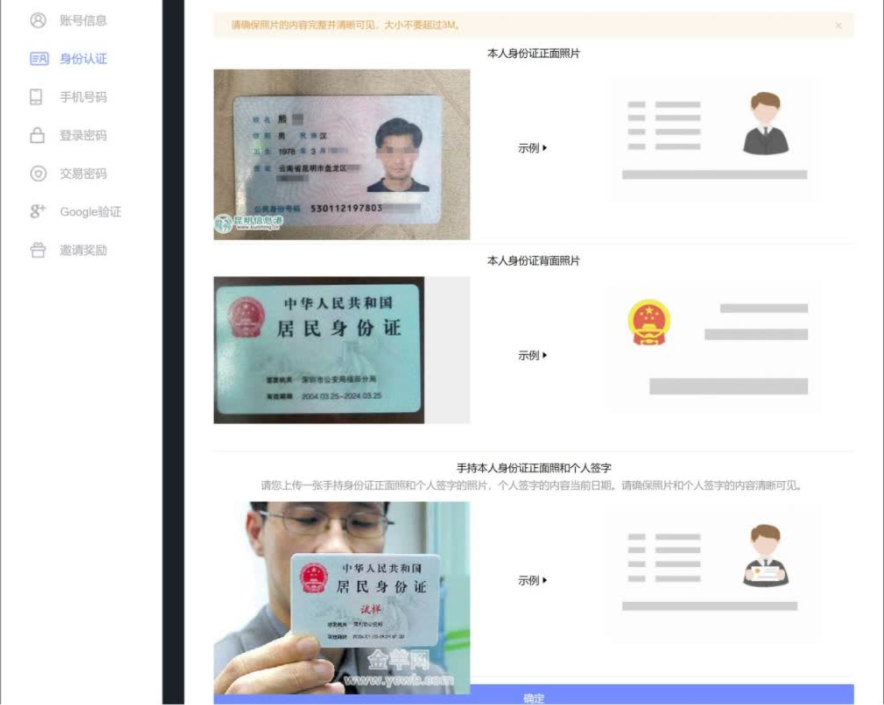 账号信息
身份认证
手机号码
登录密码
交易密码
Google验证
邀请奖励
请确保照片的内容完整并清晰可见，大小不要超过3M。
本人身份证正面照片
姓名 熊
性别 男 民族 汉
1978年3月
云南省昆明市盘龙区
公民身份号码 530112197803
昆明信息港
示例
本人身份证背面照片
中华人民共和国
居民身份证
签发机关 深圳市公安局福田分局
有效期限 2004.03.25-2024.03.25
示例
手持本人身份证正面照和个人签字
请您上传一张手持身份证正面照和个人签字的照片，个人签字的内容当前日期。请确保照片和个人签字的内容清晰可见。
中华人民共和国
居民身份证
试样
签发机关
有效期限
金羊网
www.ycwb.com
示例
确定